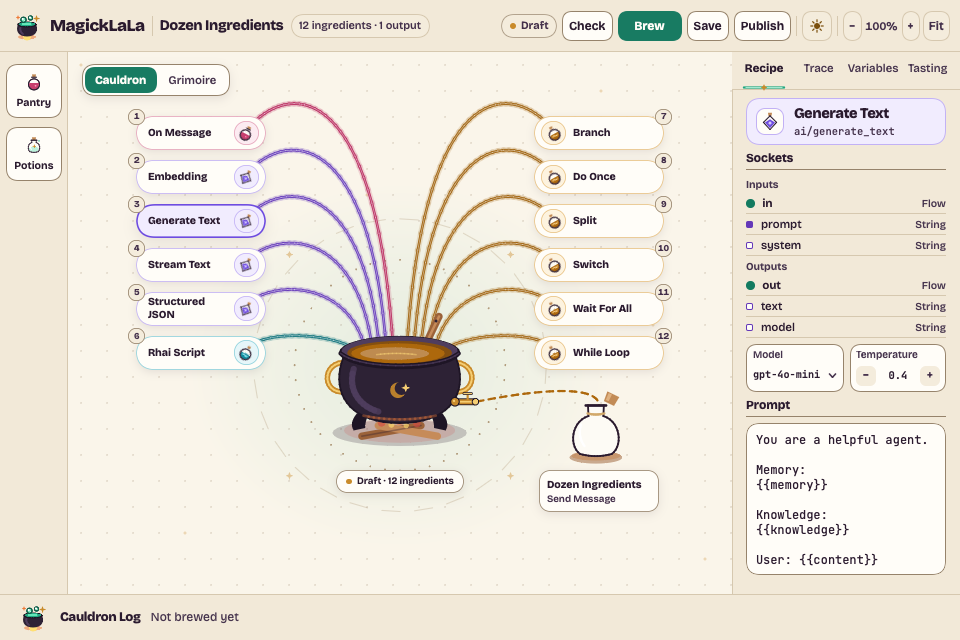 MagickLaLa
Dozen Ingredients
12 ingredients · 1 output
Draft
Check
Brew
Save
Publish
−
100%
+
Fit
Pantry
Potions
Cauldron
Grimoire
1
On Message
2
Embedding
3
Generate Text
4
Stream Text
5
Structured
JSON
6
Rhai Script
7
Branch
8
Do Once
9
Split
10
Switch
11
Wait For All
12
While Loop
Draft · 12 ingredients
Dozen Ingredients
Send Message
Recipe
Trace
Variables
Tasting
Generate Text
ai/generate_text
Sockets
Inputs
in Flow
prompt String
system String
Outputs
out Flow
text String
model String
Model
gpt-4o-mini
Temperature
− 0.4 +
Prompt
You are a helpful agent.
Memory:
{{memory}}
Knowledge:
{{knowledge}}
User: {{content}}
Cauldron Log
Not brewed yet